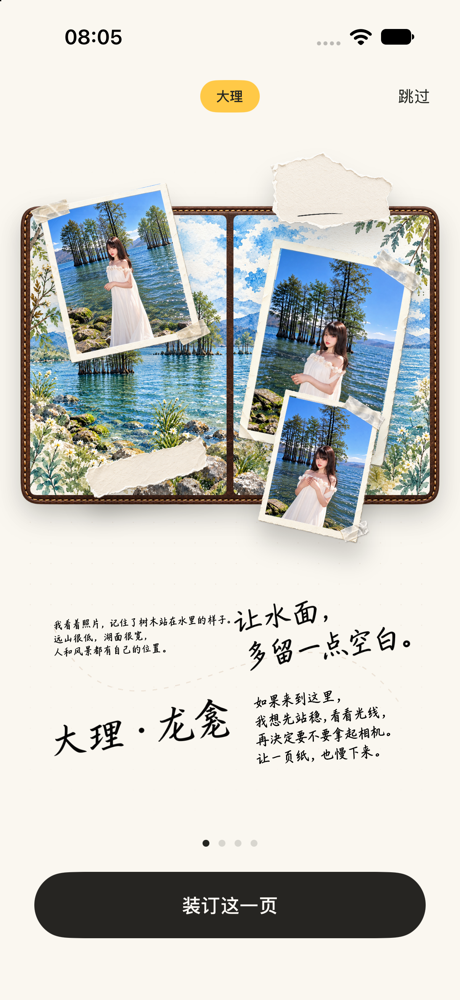 08:05
大理
跳过
我看着照片，记住了树木站在水里的样子。
远山很低，湖面很宽，
人和风景都有自己的位置。
让水面，
多留一点空白。
大理·龙龛
如果来到这里，
我想先站稳，看看光线，
再决定要不要拿起相机。
让一页纸，也慢下来。
装订这一页